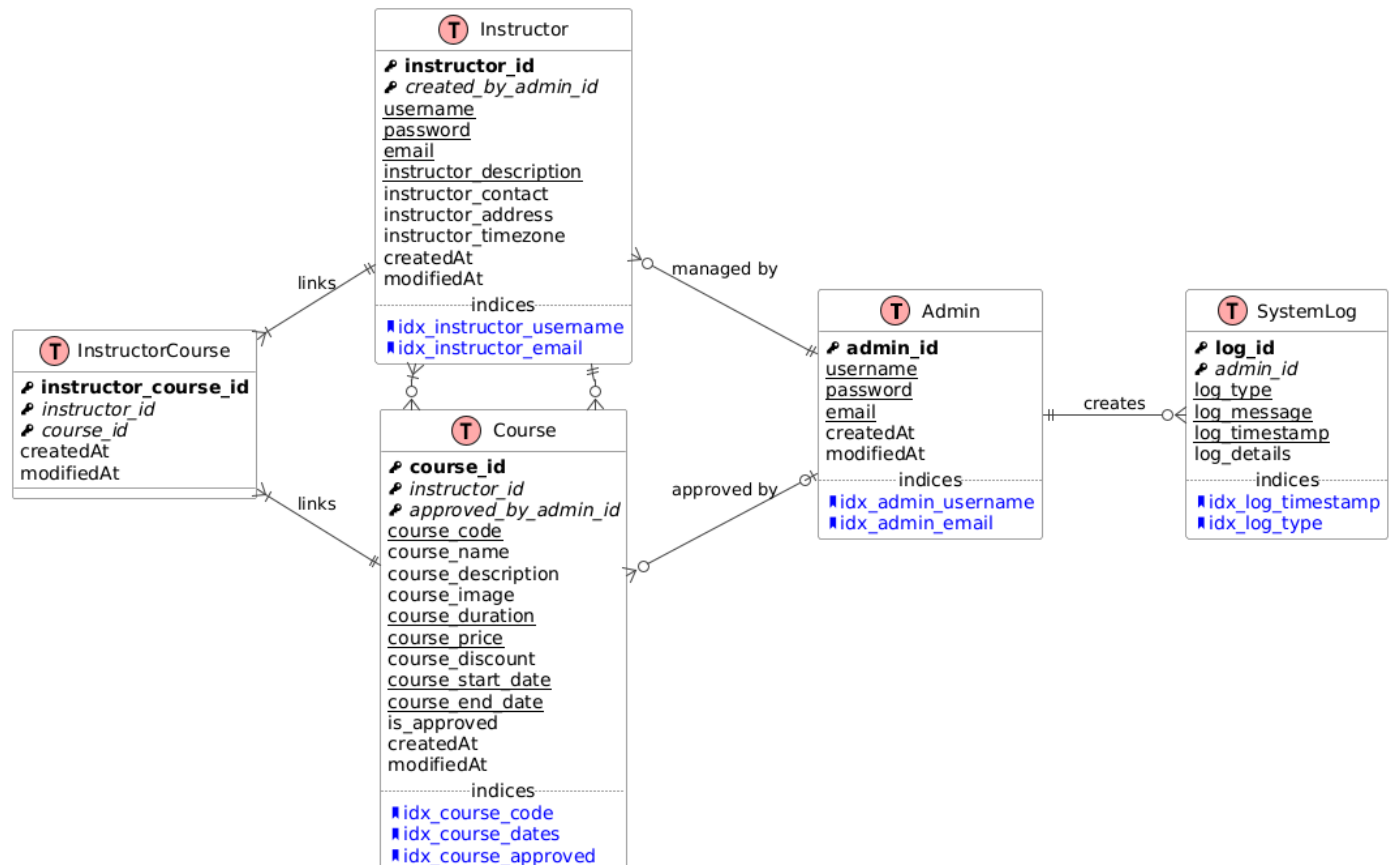 T Instructor
instructor_id
created_by_admin_id
username
password
email
instructor_description
instructor_contact
instructor_address
instructor_timezone
createdAt
modifiedAt
indices
idx_instructor_username
idx_instructor_email
links
managed by
T InstructorCourse
instructor_course_id
instructor_id
course_id
createdAt
modifiedAt
links
T Course
course_id
instructor_id
approved_by_admin_id
course_code
course_name
course_description
course_image
course_duration
course_price
course_discount
course_start_date
course_end_date
is_approved
createdAt
modifiedAt
indices
idx_course_code
idx_course_dates
idx_course_approved
approved by
T Admin
admin_id
username
password
email
createdAt
modifiedAt
indices
idx_admin_username
idx_admin_email
creates
T SystemLog
log_id
admin_id
log_type
log_message
log_timestamp
log_details
indices
idx_log_timestamp
idx_log_type